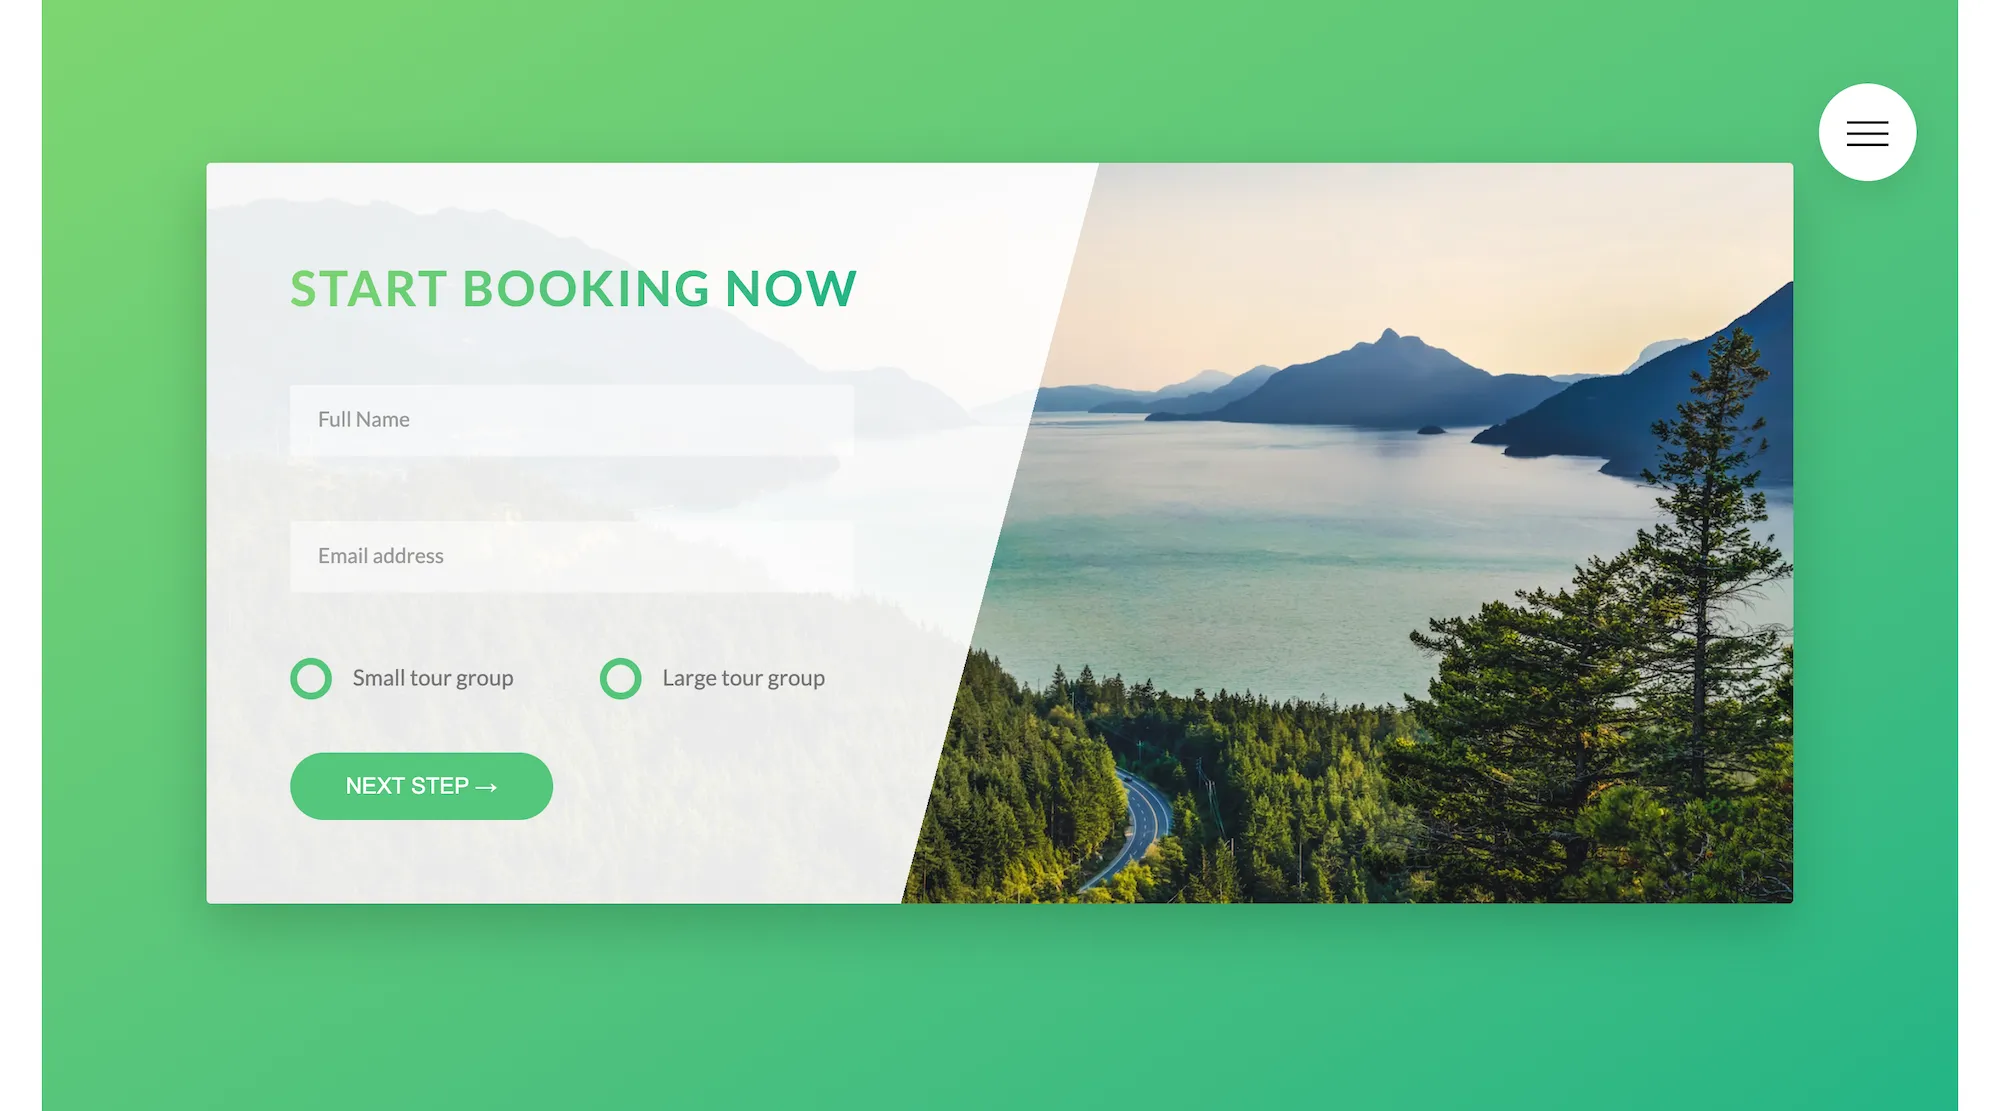 START BOOKING NOW
Full Name
Email address
Small tour group
Large tour group
NEXT STEP →